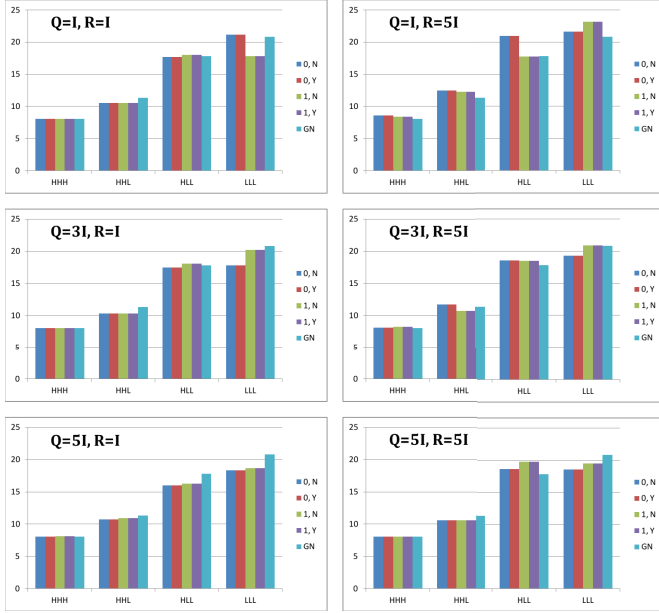 Q=I, R=I
25
20
15
10
5
0
HHH HHL HLL LLL
0, N
0, Y
1, N
1, Y
GN
Q=I, R=5I
25
20
15
10
5
0
HHH HHL HLL LLL
0, N
0, Y
1, N
1, Y
GN
Q=3I, R=I
25
20
15
10
5
0
HHH HHL HLL LLL
0, N
0, Y
1, N
1, Y
GN
Q=3I, R=5I
25
20
15
10
5
0
HHH HHL HLL LLL
0, N
0, Y
1, N
1, Y
GN
Q=5I, R=I
25
20
15
10
5
0
HHH HHL HLL LLL
0, N
0, Y
1, N
1, Y
GN
Q=5I, R=5I
25
20
15
10
5
0
HHH HHL HLL LLL
0, N
0, Y
1, N
1, Y
GN